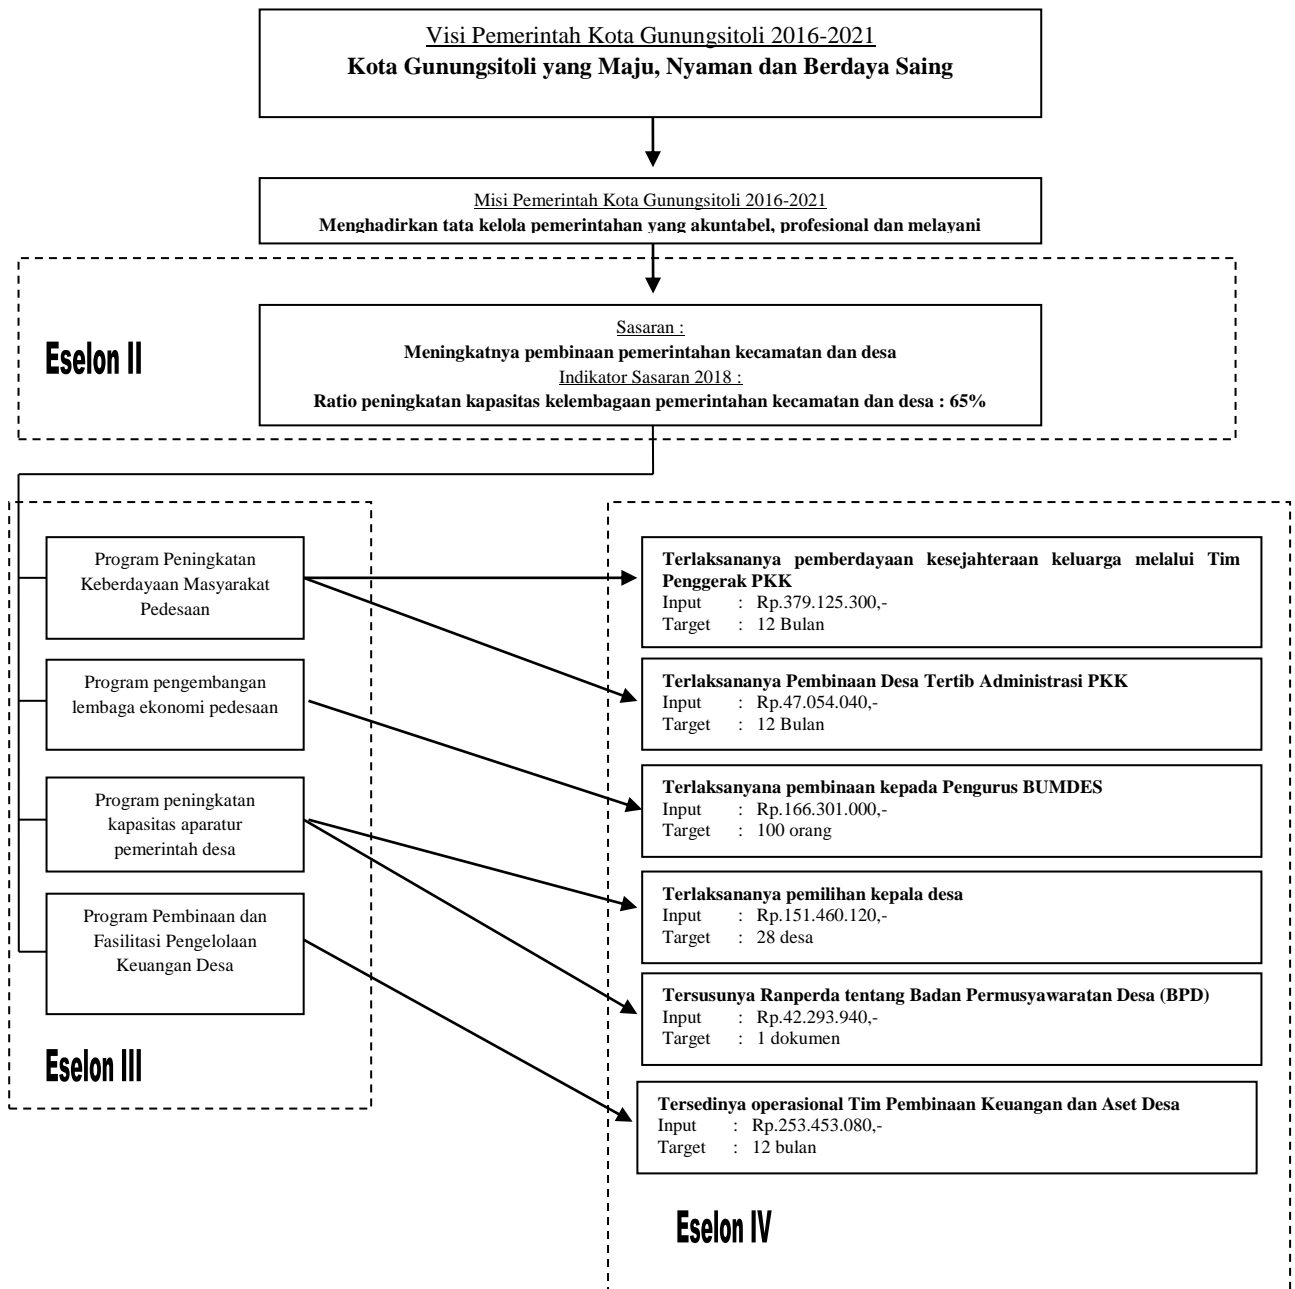 Visi Pemerintah Kota Gunungsitoli 2016-2021
Kota Gunungsitoli yang Maju, Nyaman dan Berdaya Saing
Misi Pemerintah Kota Gunungsitoli 2016-2021
Menghadirkan tata kelola pemerintahan yang akuntabel, profesional dan melayani
Eselon II
Sasaran :
Meningkatnya pembinaan pemerintahan kecamatan dan desa
Indikator Sasaran 2018 :
Ratio peningkatan kapasitas kelembagaan pemerintahan kecamatan dan desa : 65%
Program Peningkatan
Keberdayaan Masyarakat
Pedesaan
Program pengembangan
lembaga ekonomi pedesaan
Program peningkatan
kapasitas aparatur
pemerintah desa
Program Pembinaan dan
Fasilitasi Pengelolaan
Keuangan Desa
Eselon III
Terlaksananya pemberdayaan kesejahteraan keluarga melalui Tim
Penggerak PKK
Input : Rp.379.125.300,-
Target : 12 Bulan
Terlaksananya Pembinaan Desa Tertib Administrasi PKK
Input : Rp.47.054.040,-
Target : 12 Bulan
Terlaksanyana pembinaan kepada Pengurus BUMDES
Input : Rp.166.301.000,-
Target : 100 orang
Terlaksananya pemilihan kepala desa
Input : Rp.151.460.120,-
Target : 28 desa
Tersusunya Ranperda tentang Badan Permusyawaratan Desa (BPD)
Input : Rp.42.293.940,-
Target : 1 dokumen
Tersedinya operasional Tim Pembinaan Keuangan dan Aset Desa
Input : Rp.253.453.080,-
Target : 12 bulan
Eselon IV